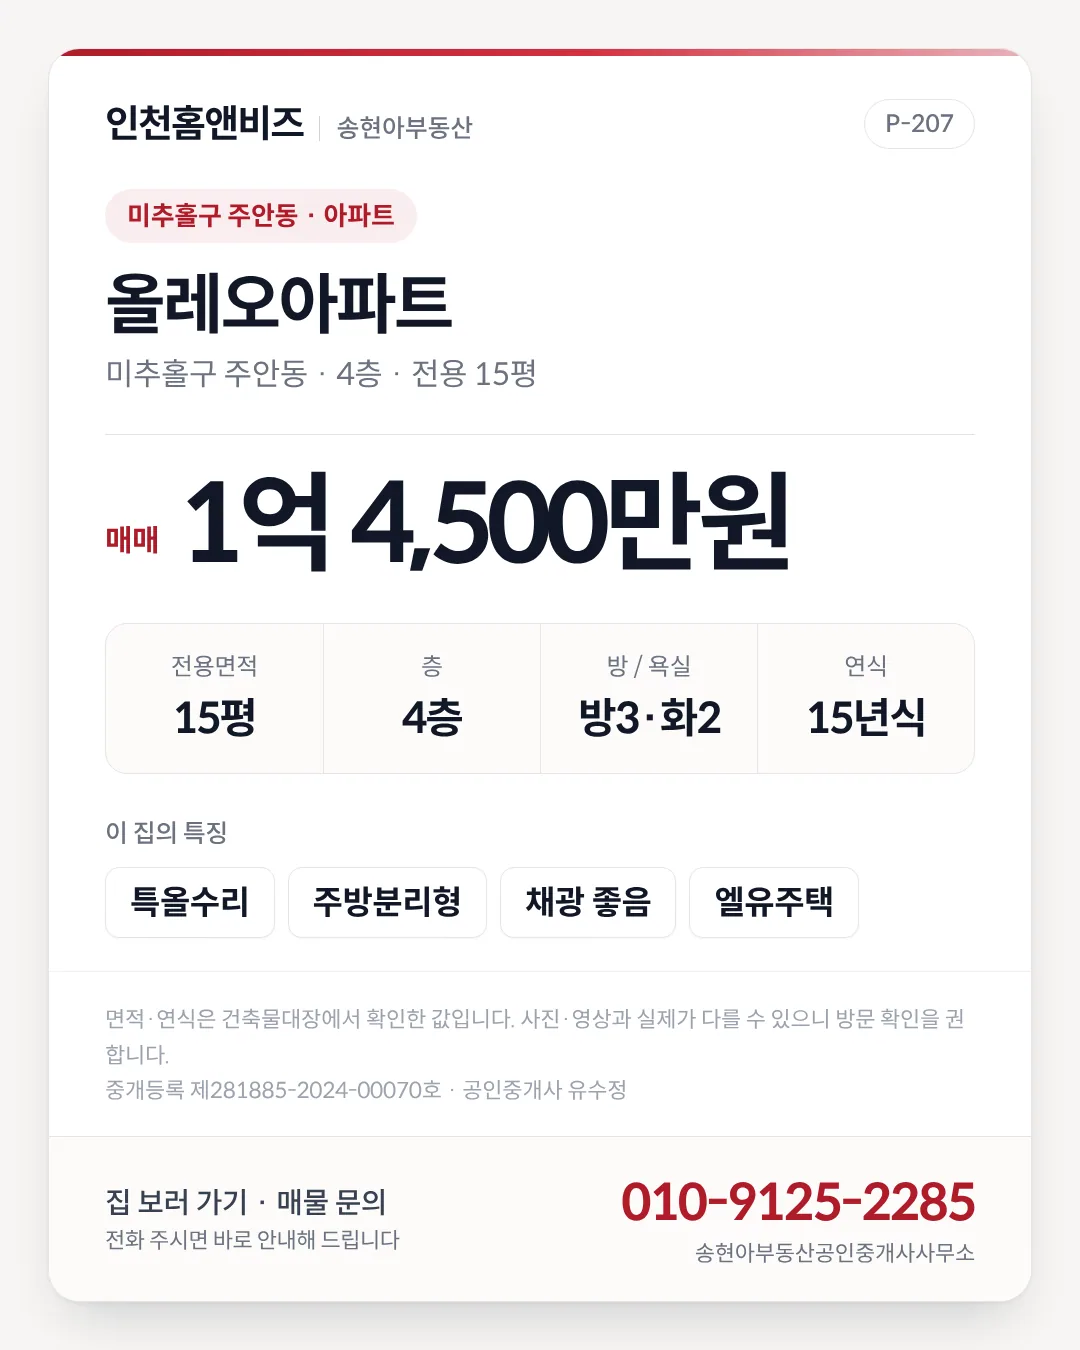 인천홈앤비즈 | 송현아부동산
P-207
미추홀구 주안동 · 아파트
올레오아파트
미추홀구 주안동 · 4층 · 전용 15평
매매 1억 4,500만원
전용면적
15평
층
4층
방 / 욕실
방3·화2
연식
15년식
이 집의 특징
특올수리
주방분리형
채광 좋음
엘유주택
면적·연식은 건축물대장에서 확인한 값입니다. 사진·영상과 실제가 다를 수 있으니 방문 확인을 권
합니다.
중개등록 제281885-2024-00070호 · 공인중개사 유수정
집 보러 가기 · 매물 문의
전화 주시면 바로 안내해 드립니다
010-9125-2285
송현아부동산공인중개사사무소